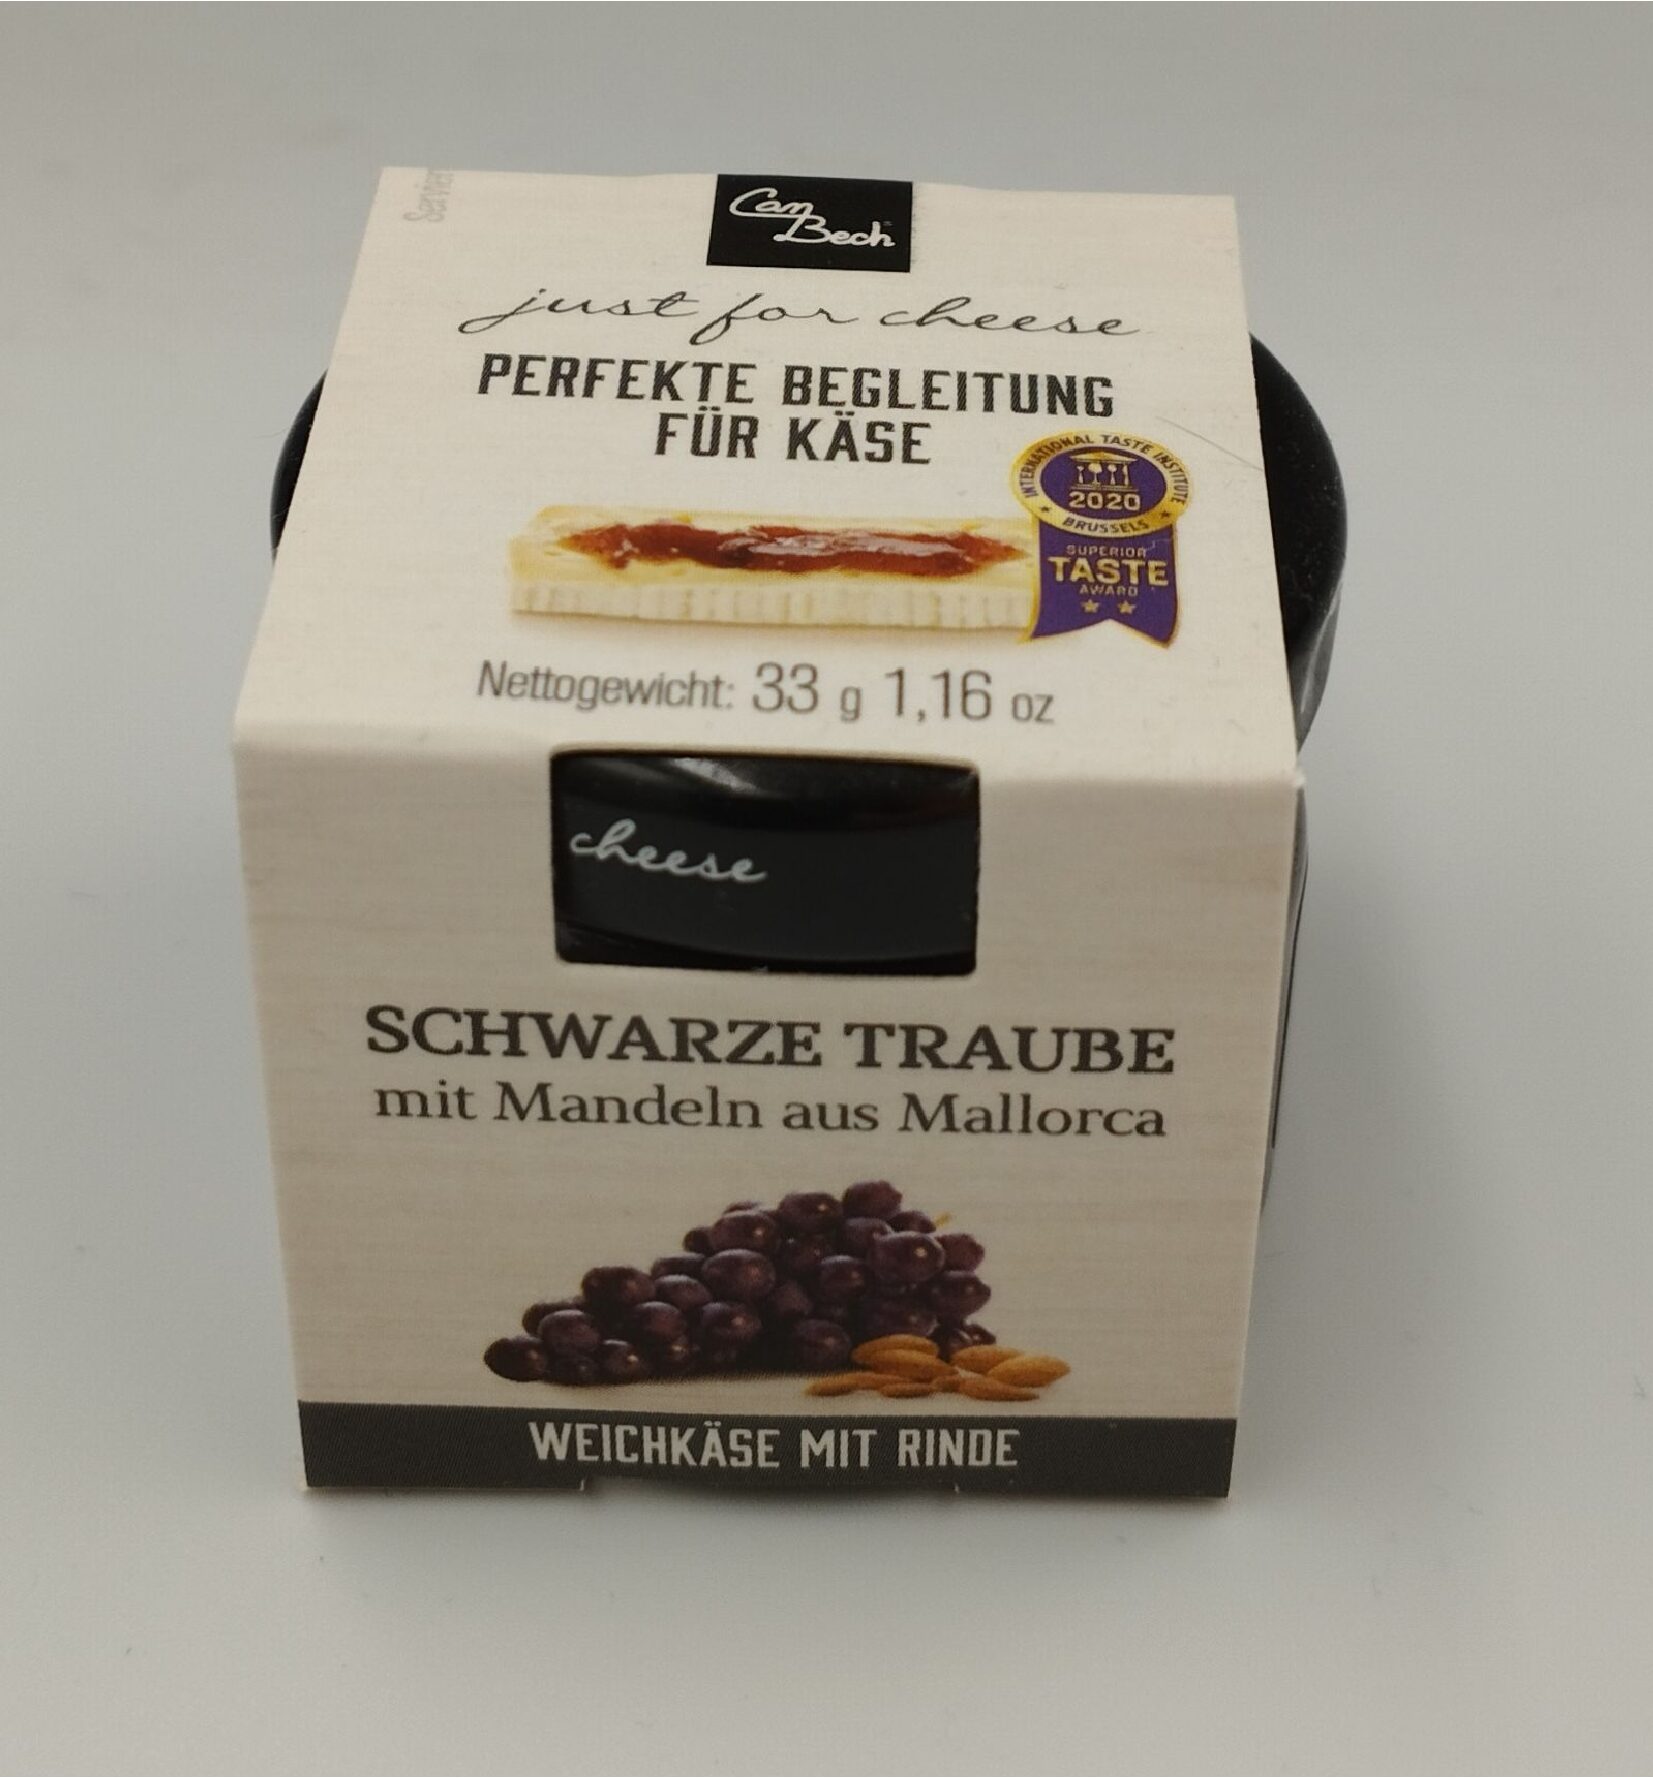 Can
Bech
just for cheese
PERFEKTE BEGLEITUNG
FÜR KÄSE
INTERNATIONAL TASTE INSTITUTE
2020
BRUSSELS
SUPERIOR
TASTE
AWARD
Nettogewicht: 33 g 1,16 oz
cheese
SCHWARZE TRAUBE
mit Mandeln aus Mallorca
WEICHKÄSE MIT RINDE